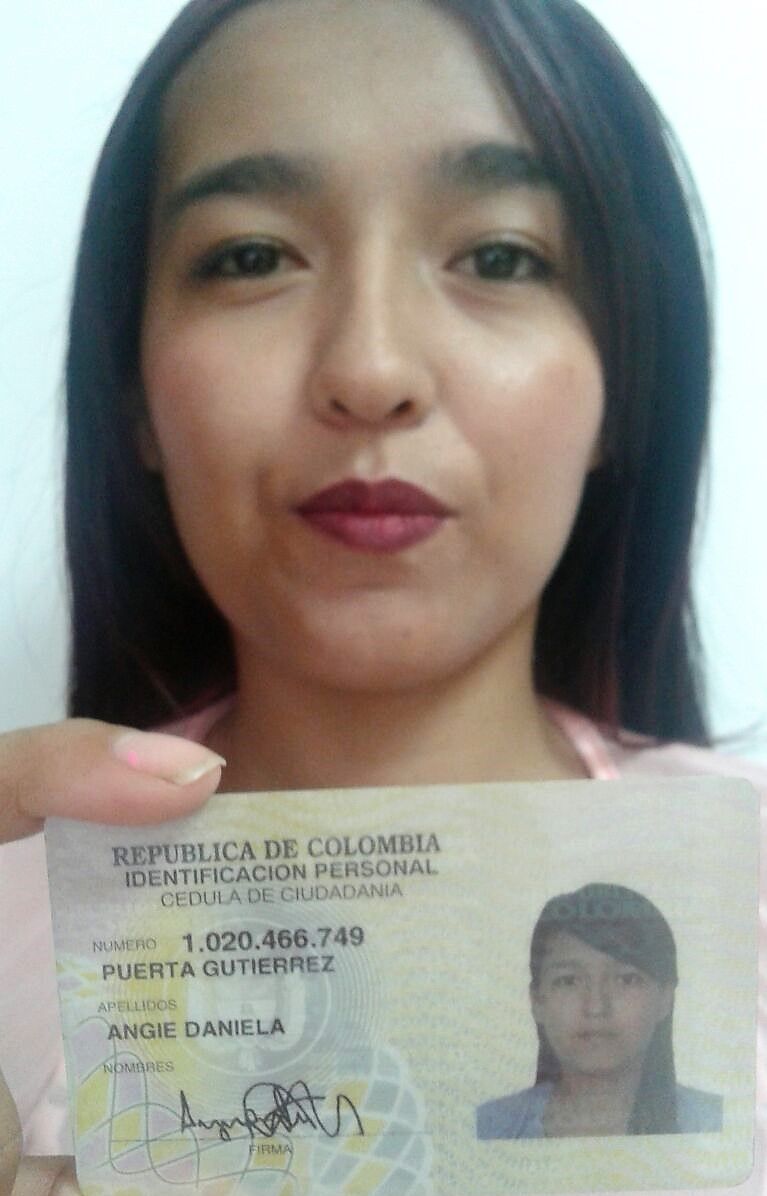 REPUBLICA DE COLOMBIA
IDENTIFICACION PERSONAL
CEDULA DE CIUDADANIA
NUMERO 1.020.466.749
PUERTA GUTIERREZ
APELLIDOS
ANGIE DANIELA
NOMBRES
FIRMA